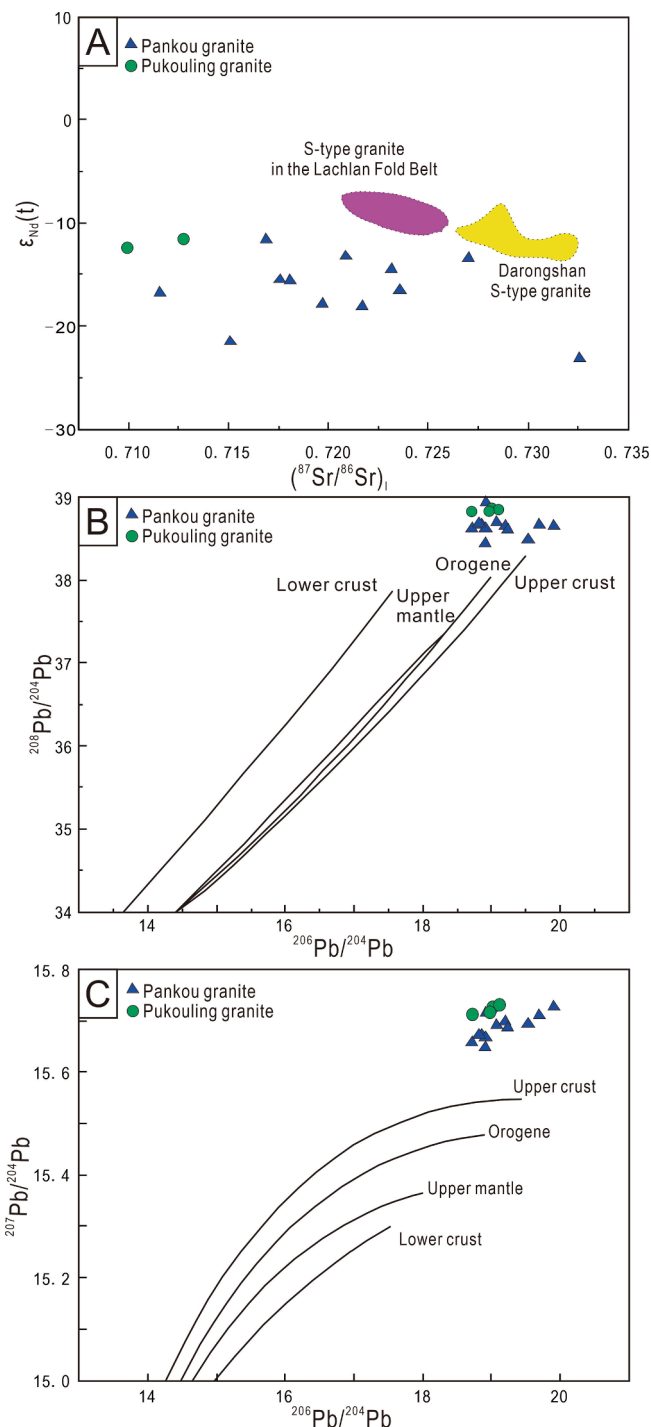 A
Pankou granite
Pukouling granite
S-type granite
in the Lachlan Fold Belt
Darongshan
S-type granite
10
0
−10
−20
−30
εNd(t)
0. 710 0. 715 0. 720 0. 725 0. 730 0. 735
(87Sr/86Sr)I
B
Pankou granite
Pukouling granite
Orogene
Lower crust
Upper
mantle
Upper crust
39
38
37
36
35
34
208Pb/204Pb
14 16 18 20
206Pb/204Pb
C
Pankou granite
Pukouling granite
Upper crust
Orogene
Upper mantle
Lower crust
15.8
15.6
15.4
15.2
15.0
207Pb/204Pb
14 16 18 20
206Pb/204Pb